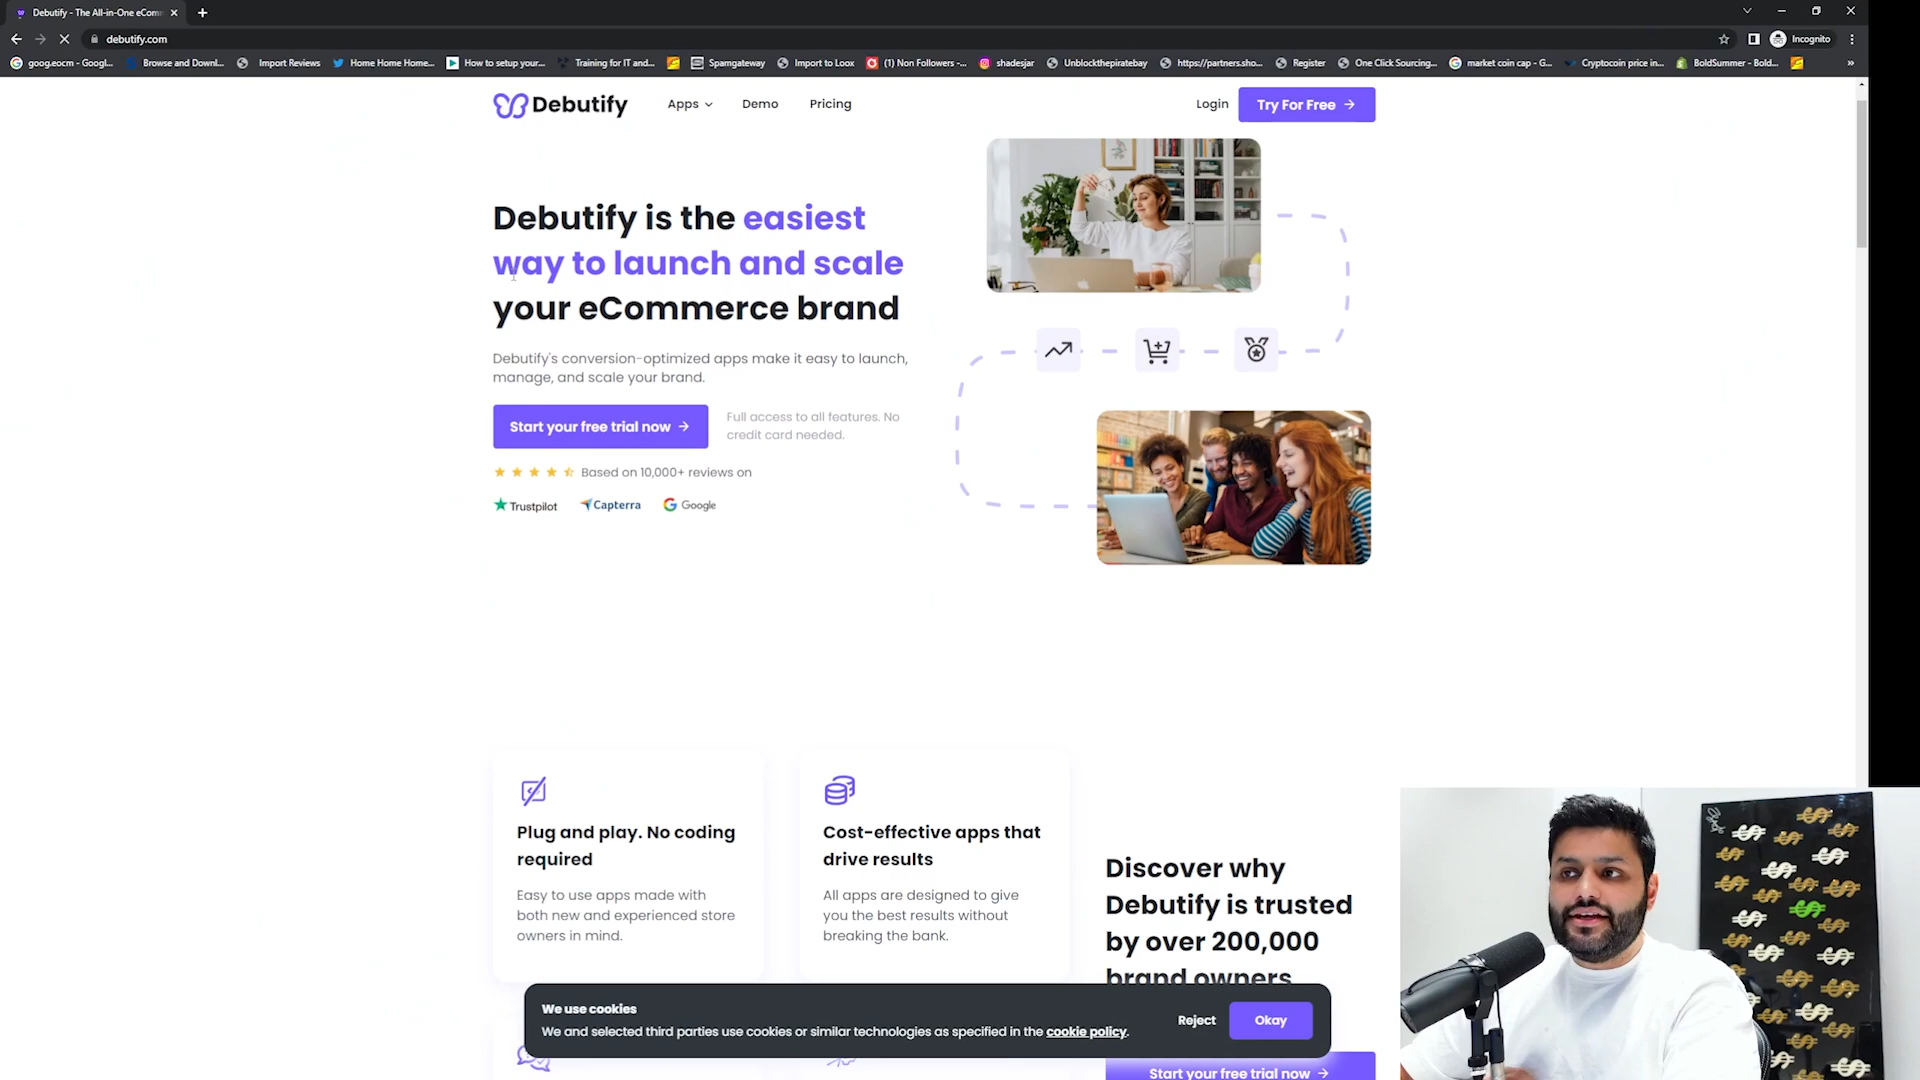 Debutify - The All-in-One eCom
debutify.com
Incognito
goog.eocm - Googl...
Browse and Downl...
Import Reviews
Home Home Home...
How to setup your...
Training for IT and...
Spamgateway
Import to Loox
(1) Non Followers -...
shadesjar
Unblockthepiratebay
https://partners.sho...
Register
One Click Sourcing...
market coin cap - G...
Cryptocoin price in...
BoldSummer - Bold...
Debutify
Apps
Demo
Pricing
Login
Try For Free
Debutify is the easiest
way to launch and scale
your eCommerce brand
Debutify's conversion-optimized apps make it easy to launch,
manage, and scale your brand.
Start your free trial now
Full access to all features. No
credit card needed.
Based on 10,000+ reviews on
Trustpilot
Capterra
Google
Plug and play. No coding
required
Easy to use apps made with
both new and experienced store
owners in mind.
Cost-effective apps that
drive results
All apps are designed to give
you the best results without
breaking the bank.
Discover why
Debutify is trusted
by over 200,000
brand owners
We use cookies
We and selected third parties use cookies or similar technologies as specified in the cookie policy.
Reject
Okay
Start your free trial now